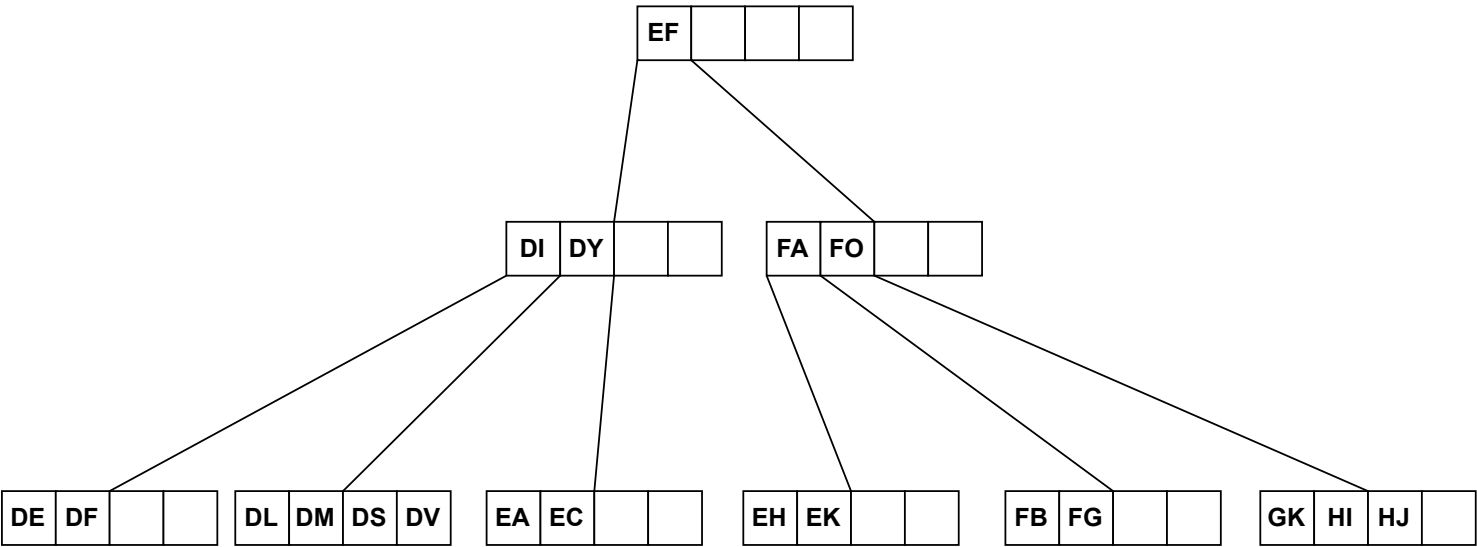 EF
DI DY FA FO
DE DF DL DM DS DV EA EC EH EK FB FG GK HI HJ